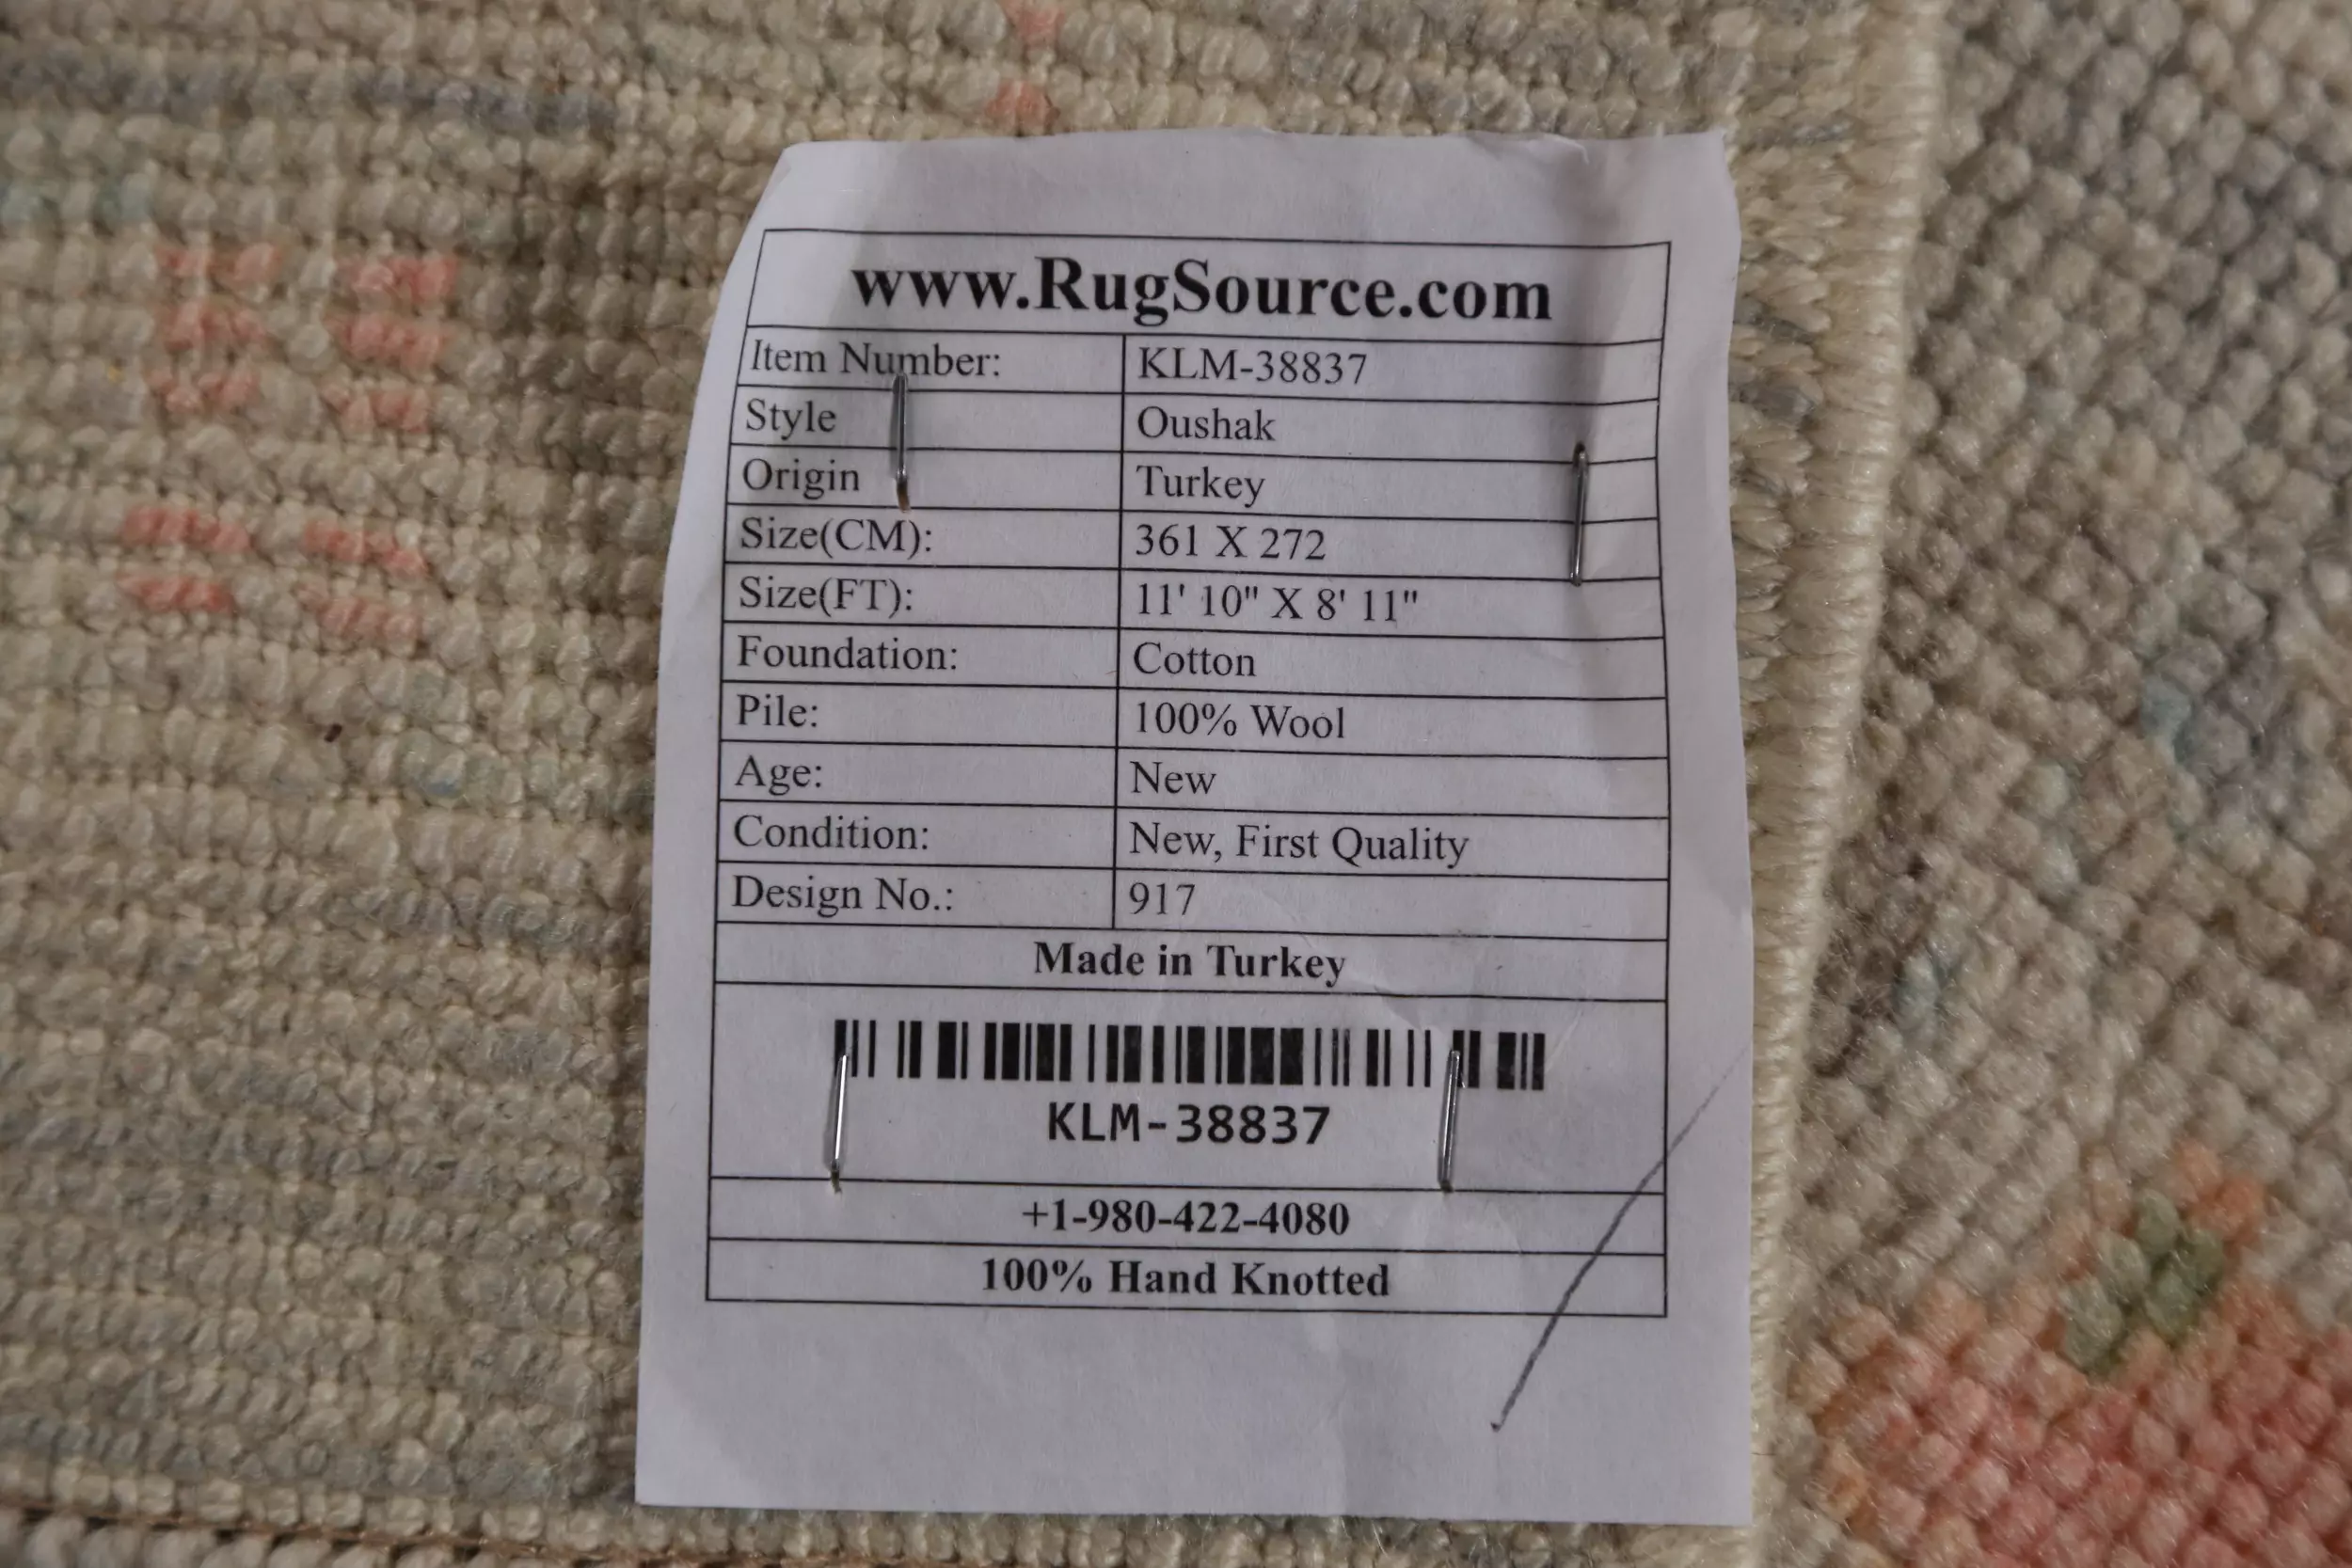 www.RugSource.com
Item Number: KLM-38837
Style Oushak
Origin Turkey
Size(CM): 361 X 272
Size(FT): 11' 10" X 8' 11"
Foundation: Cotton
Pile: 100% Wool
Age: New
Condition: New, First Quality
Design No.: 917
Made in Turkey
KLM-38837
+1-980-422-4080
100% Hand Knotted